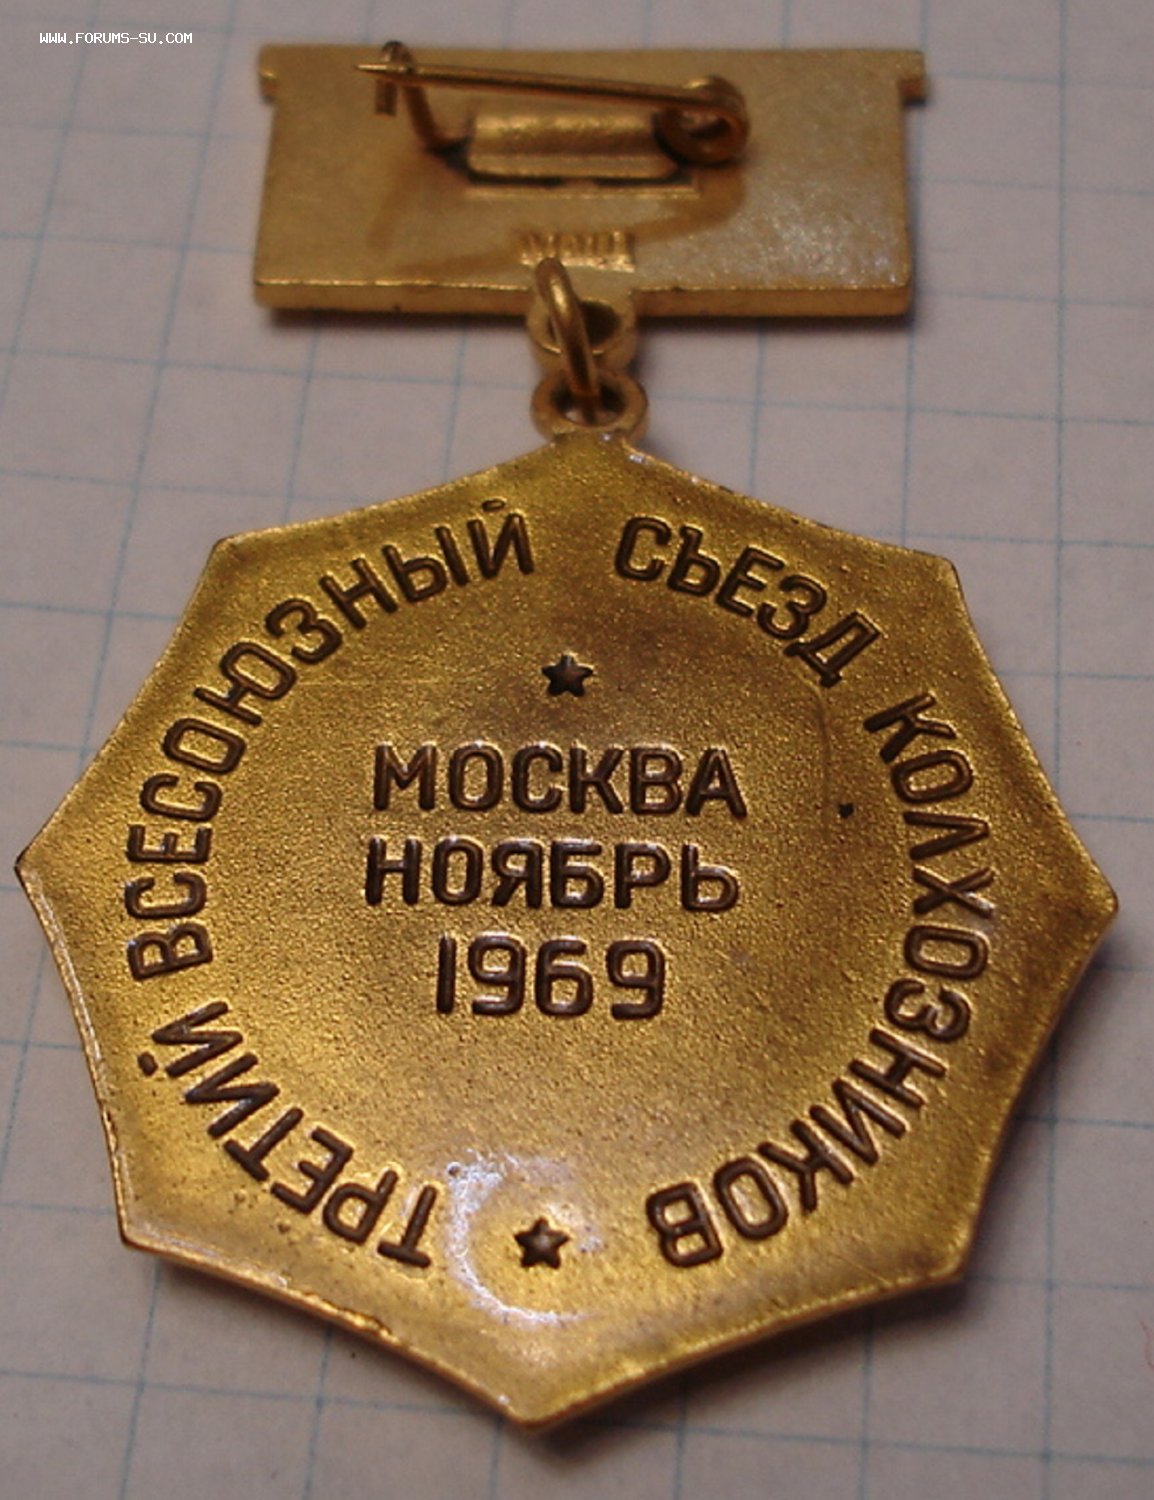 WWW.FORUMS-SU.COM
ТРЕТИЙ ВСЕСОЮЗНЫЙ СЪЕЗД КОЛХОЗНИКОВ
МОСКВА
НОЯБРЬ
1969